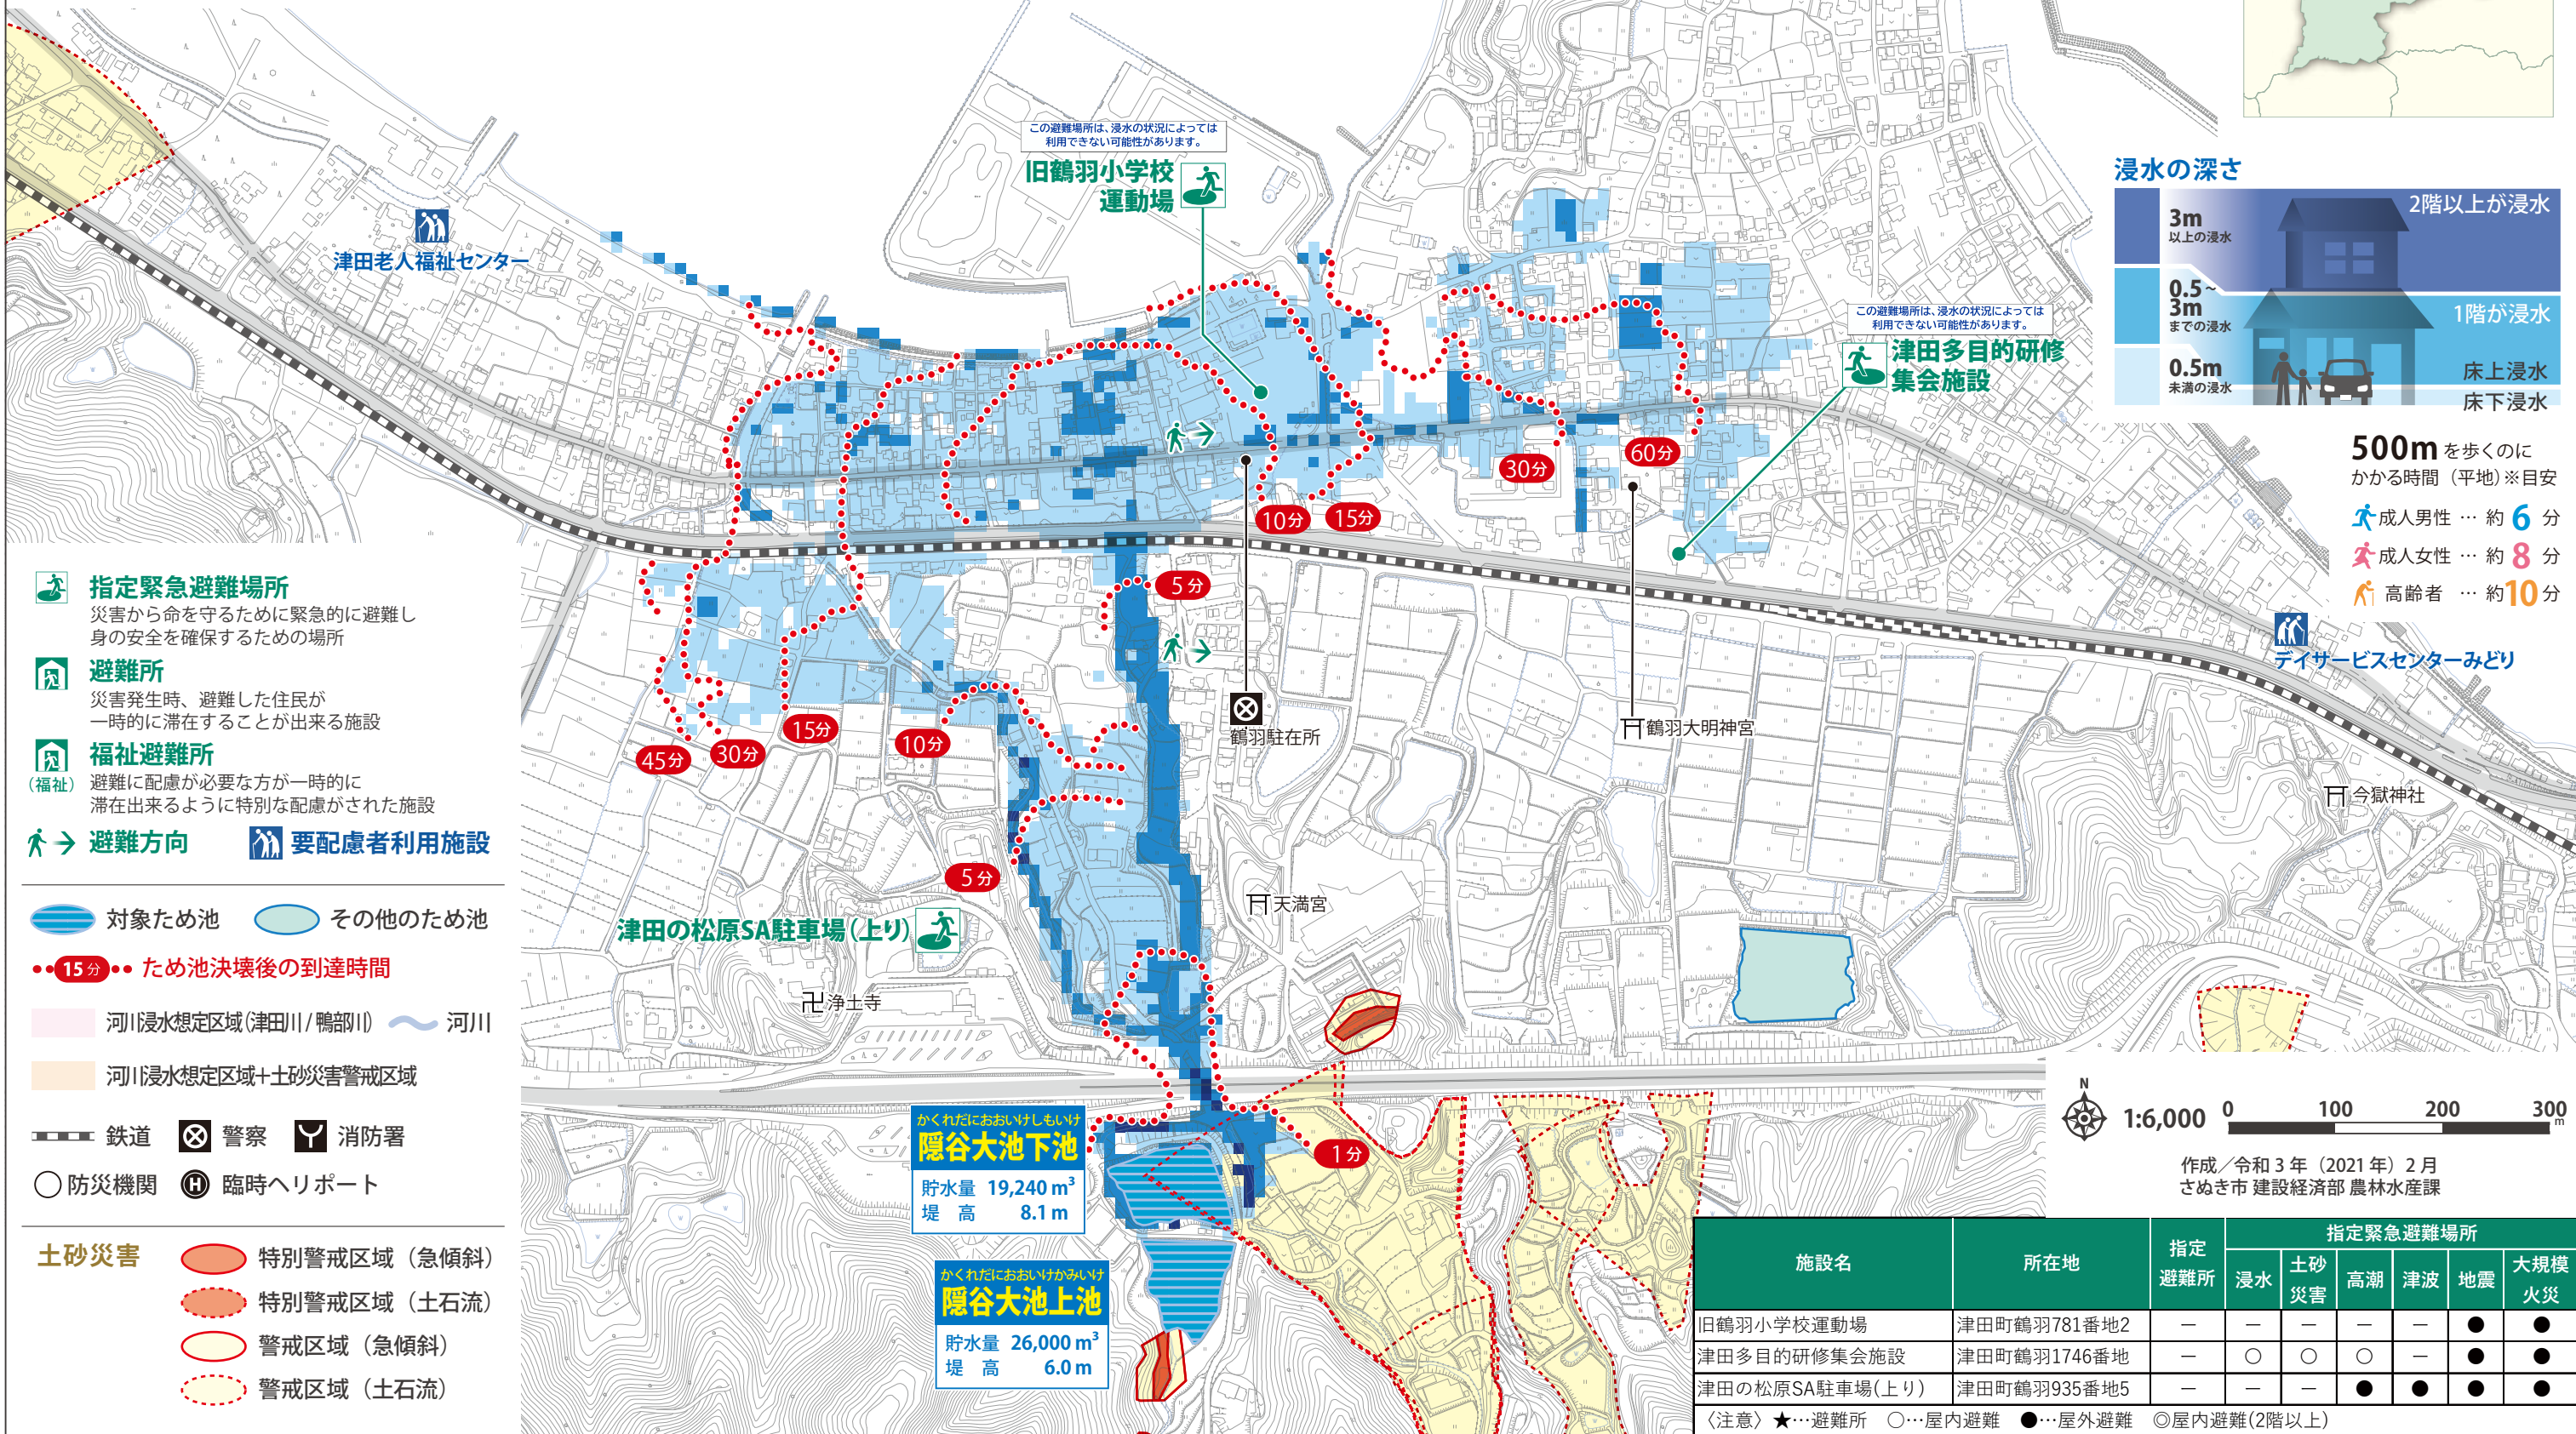 この避難場所は、浸水の状況によっては
利用できない可能性があります。
旧鶴羽小学校
運動場
津田老人福祉センター
この避難場所は、浸水の状況によっては
利用できない可能性があります。
津田多目的研修
集会施設
浸水の深さ
3m
以上の浸水
2階以上が浸水
0.5~
3m
までの浸水
1階が浸水
0.5m
未満の浸水
床上浸水
床下浸水
500mを歩くのに
かかる時間(平地)※目安
成人男性 … 約 6 分
成人女性 … 約 8 分
高齢者 … 約10分
30分
60分
10分
15分
5分
デイサービスセンターみどり
鶴羽駐在所
鶴羽大明神宮
今獄神社
45分
30分
15分
10分
5分
天満宮
津田の松原SA駐車場(上り)
浄土寺
1分
かくれだにおおいけしもいけ
隠谷大池下池
貯水量 19,240 m³
堤 高 8.1 m
かくれだにおおいけかみいけ
隠谷大池上池
貯水量 26,000 m³
堤 高 6.0 m
指定緊急避難場所
災害から命を守るために緊急的に避難し
身の安全を確保するための場所
避難所
災害発生時、避難した住民が
一時的に滞在することが出来る施設
福祉避難所
(福祉)
避難に配慮が必要な方が一時的に
滞在出来るように特別な配慮がされた施設
避難方向 要配慮者利用施設
対象ため池 その他のため池
15分 ため池決壊後の到達時間
河川浸水想定区域(津田川/鴨部川) 河川
河川浸水想定区域+土砂災害警戒区域
鉄道 警察 消防署
防災機関 H 臨時ヘリポート
土砂災害
特別警戒区域(急傾斜)
特別警戒区域(土石流)
警戒区域(急傾斜)
警戒区域(土石流)
N
1:6,000
0 100 200 300
m
作成/令和3年(2021年)2月
さぬき市 建設経済部 農林水産課
施設名 所在地 指定避難所 指定緊急避難場所
浸水 土砂災害 高潮 津波 地震 大規模火災
旧鶴羽小学校運動場 津田町鶴羽781番地2 － － － － － ● ●
津田多目的研修集会施設 津田町鶴羽1746番地 － ○ ○ ○ － ● ●
津田の松原SA駐車場(上り) 津田町鶴羽935番地5 － － － ● ● ● ●
〈注意〉★…避難所 ○…屋内避難 ●…屋外避難 ◎屋内避難(2階以上)